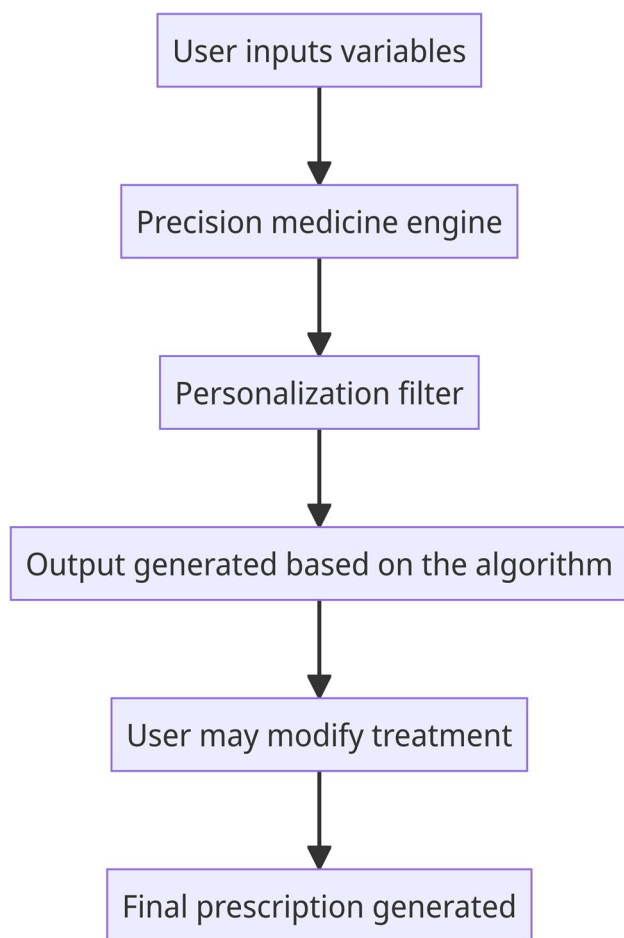 User inputs variables
Precision medicine engine
Personalization filter
Output generated based on the algorithm
User may modify treatment
Final prescription generated